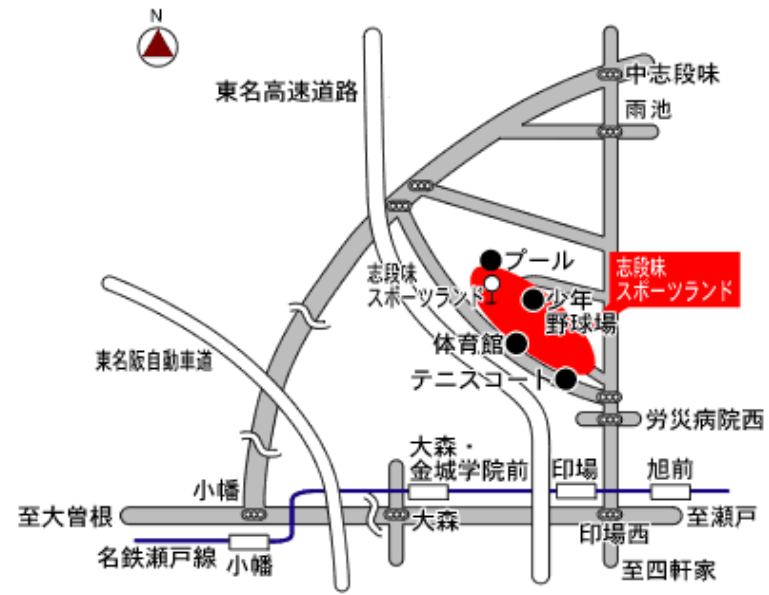 N
中志段味
東名高速道路
雨池
プール
志段味
スポーツランド
志段味
スポーツランド
少年
野球場
体育館
東名阪自動車道
テニスコート
労災病院西
大森・
金城学院前
印場
旭前
小幡
至大曽根
大森
至瀬戸
印場西
名鉄瀬戸線
小幡
至四軒家